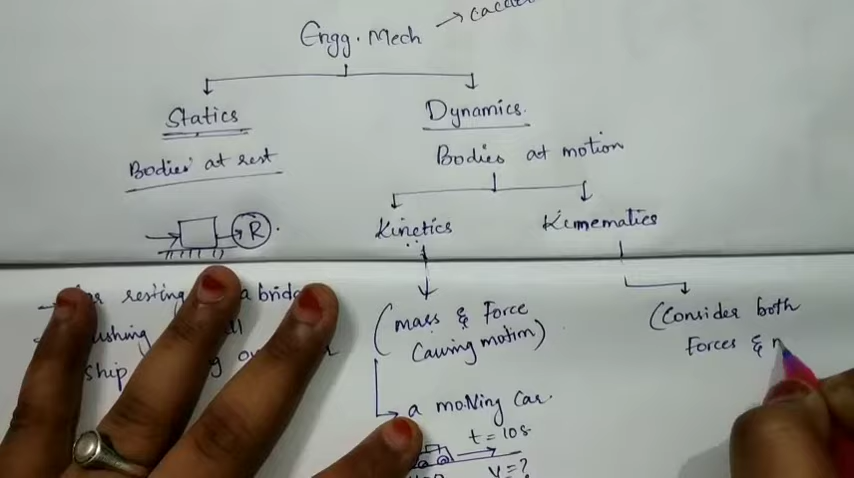 Engg. Mech
Statics
Dynamics.
Bodies at rest
Bodies at motion
R
Kinetics
Kinematics
resting
a bridge
(mass & Force
Causing motion)
(Consider both
Forces &
ship
a moving car.
t = 10s
V = ?